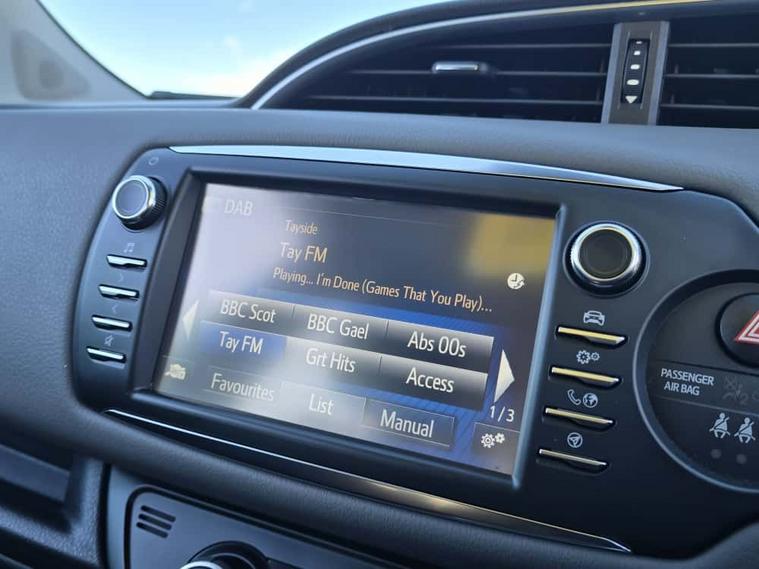 DAB
Tayside
Tay FM
Playing... I'm Done (Games That You Play)...
BBC Scot
BBC Gael
Abs 00s
Tay FM
Grt Hits
Access
1 / 3
Favourites
List
Manual
PASSENGER
AIR BAG